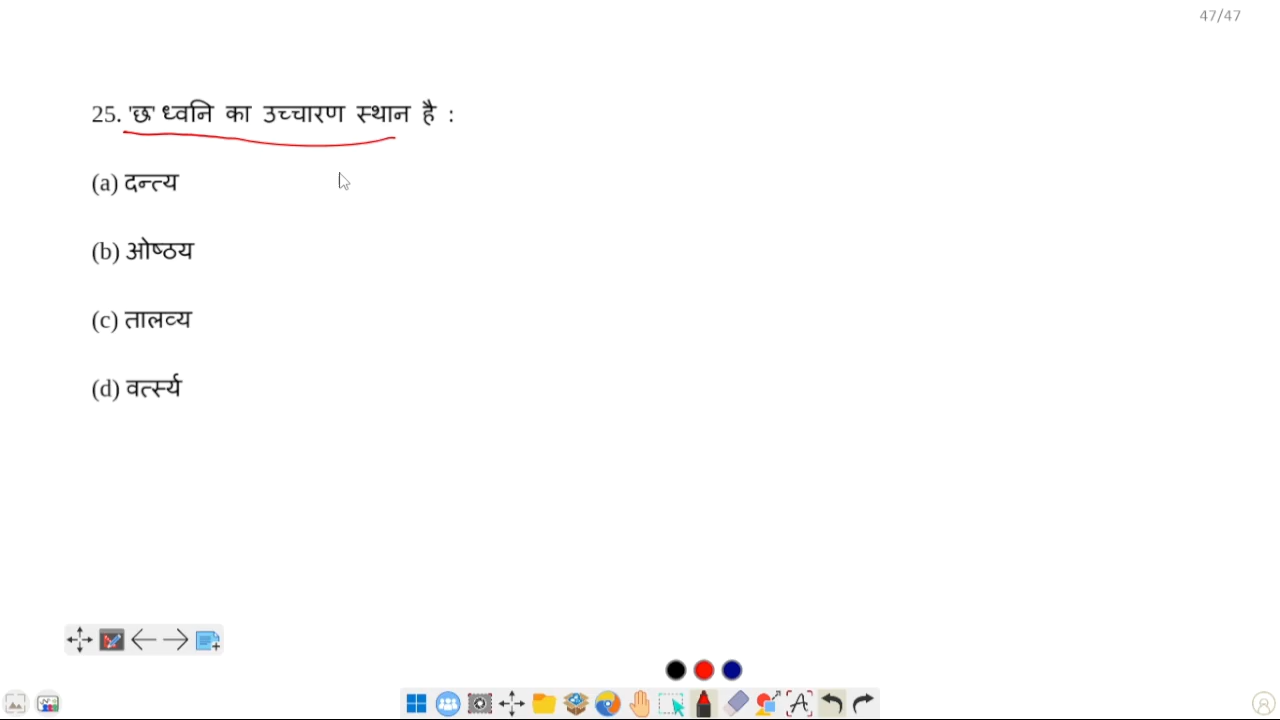 47/47
25. 'छ' ध्वनि का उच्चारण स्थान है :
(a) दन्त्य
(b) ओष्ठय
(c) तालव्य
(d) वर्त्स्य